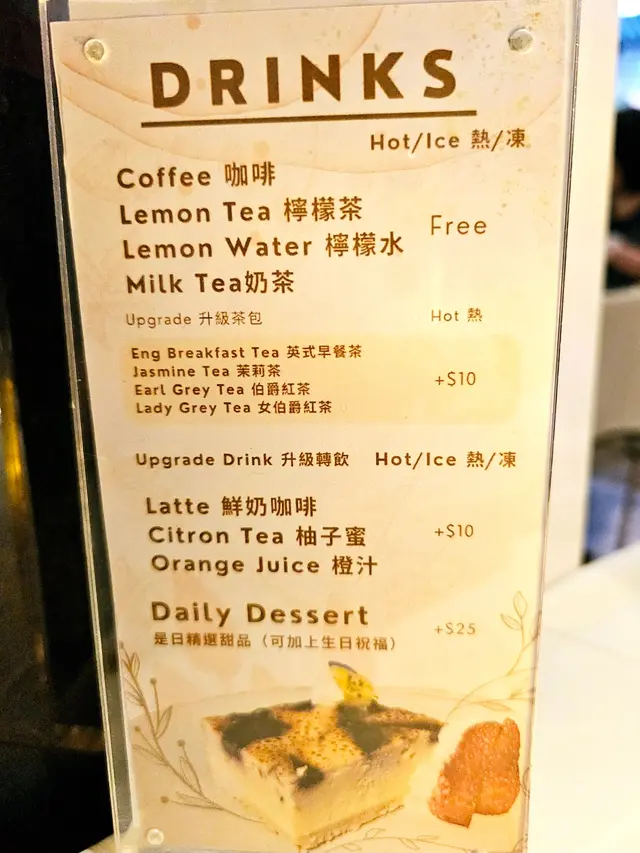 DRINKS
Hot/Ice 熱/凍
Coffee 咖啡
Lemon Tea 檸檬茶
Lemon Water 檸檬水
Free
Milk Tea奶茶
Upgrade 升級茶包
Hot 熱
Eng Breakfast Tea 英式早餐茶
Jasmine Tea 茉莉茶
Earl Grey Tea 伯爵紅茶
Lady Grey Tea 女伯爵紅茶
+$10
Upgrade Drink 升級轉飲
Hot/Ice 熱/凍
Latte 鮮奶咖啡
Citron Tea 柚子蜜
Orange Juice 橙汁
+$10
Daily Dessert
是日精選甜品（可加上生日祝福）
+$25